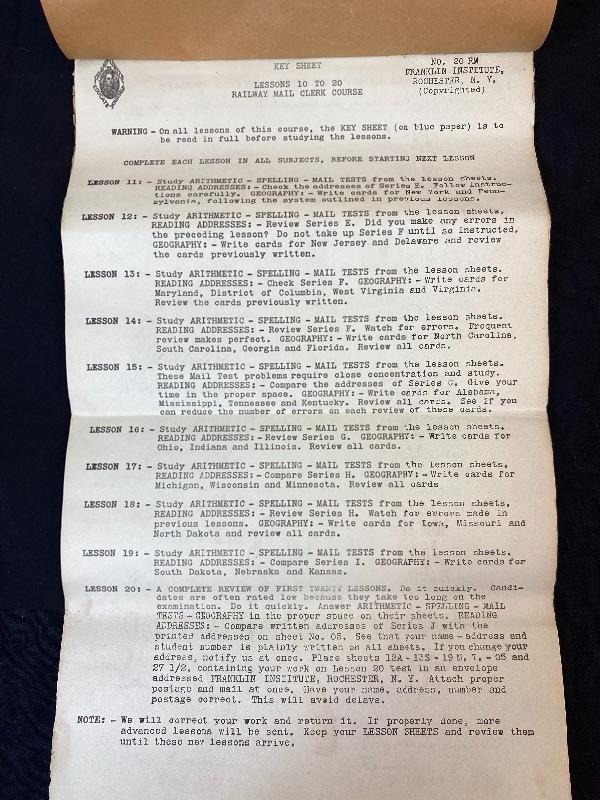 KEY SHEET
NO. 20 RM
FRANKLIN INSTITUTE,
ROCHESTER, N. Y.
(Copyrighted)
LESSONS 10 TO 20
RAILWAY MAIL CLERK COURSE
WARNING - On all lessons of this course, the KEY SHEET (on blue paper) is to
be read in full before studying the lessons.
COMPLETE EACH LESSON IN ALL SUBJECTS, BEFORE STARTING NEXT LESSON
LESSON 11: - Study ARITHMETIC - SPELLING - MAIL TESTS from the lesson sheets.
READING ADDRESSES: - Check the addresses of Series E. Follow instruc-
tions carefully. GEOGRAPHY: - Write cards for New York and Penn-
sylvania, following the system outlined in previous lessons.
LESSON 12: - Study ARITHMETIC - SPELLING - MAIL TESTS from the lesson sheets.
READING ADDRESSES: - Review Series E. Did you make any errors in
the preceding lesson? Do not take up Series F until so instructed.
GEOGRAPHY: - Write cards for New Jersey and Delaware and review
the cards previously written.
LESSON 13: - Study ARITHMETIC - SPELLING - MAIL TESTS from the lesson sheets.
READING ADDRESSES: - Check Series F. GEOGRAPHY: - Write cards for
Maryland, District of Columbia, West Virginia and Virginia.
Review the cards previously written.
LESSON 14: - Study ARITHMETIC - SPELLING - MAIL TESTS from the lesson sheets.
READING ADDRESSES: - Review Series F. Watch for errors. Frequent
review makes perfect. GEOGRAPHY: - Write cards for North Carolina,
South Carolina, Georgia and Florida. Review all cards.
LESSON 15: - Study ARITHMETIC - SPELLING - MAIL TESTS from the lesson sheets.
These Mail Test problems require close concentration and study.
READING ADDRESSES: - Compare the addresses of Series G. Give your
time in the proper space. GEOGRAPHY: - Write cards for Alabama,
Mississippi, Tennessee and Kentucky. Review all cards. See if you
can reduce the number of errors on each review of these cards.
LESSON 16: - Study ARITHMETIC - SPELLING - MAIL TESTS from the lesson sheets.
READING ADDRESSES: - Review Series G. GEOGRAPHY: - Write cards for
Ohio, Indiana and Illinois. Review all cards.
LESSON 17: - Study ARITHMETIC - SPELLING - MAIL TESTS from the lesson sheets.
READING ADDRESSES: - Compare Series H. GEOGRAPHY: - Write cards for
Michigan, Wisconsin and Minnesota. Review all cards
LESSON 18: - Study ARITHMETIC - SPELLING - MAIL TESTS from the lesson sheets.
READING ADDRESSES: - Review Series H. Watch for errors made in
previous lessons. GEOGRAPHY: - Write cards for Iowa, Missouri and
North Dakota and review all cards.
LESSON 19: - Study ARITHMETIC - SPELLING - MAIL TESTS from the lesson sheets.
READING ADDRESSES: - Compare Series I. GEOGRAPHY: - Write cards for
South Dakota, Nebraska and Kansas.
LESSON 20: - A COMPLETE REVIEW OF FIRST TWENTY LESSONS. Do it quickly. Candi-
dates are often rated low because they take too long on the
examination. Do it quickly. Answer ARITHMETIC - SPELLING - MAIL
TESTS - GEOGRAPHY in the proper space on their sheets. READING
ADDRESSES: - Compare written addresses of Series J with the
printed addresses on sheet No. 05. See that your name - address and
student number is plainly written on all sheets. If you change your
address, notify us at once. Place sheets 12A - 13S - 19 M. T. - 05 and
27 1/2, containing your work on Lesson 20 test in an envelope
addressed FRANKLIN INSTITUTE, ROCHESTER, N. Y. Attach proper
postage and mail at once. Have your name, address, number and
postage correct. This will avoid delays.
NOTE: - We will correct your work and return it. If properly done, more
advanced lessons will be sent. Keep your LESSON SHEETS and review them
until these new lessons arrive.